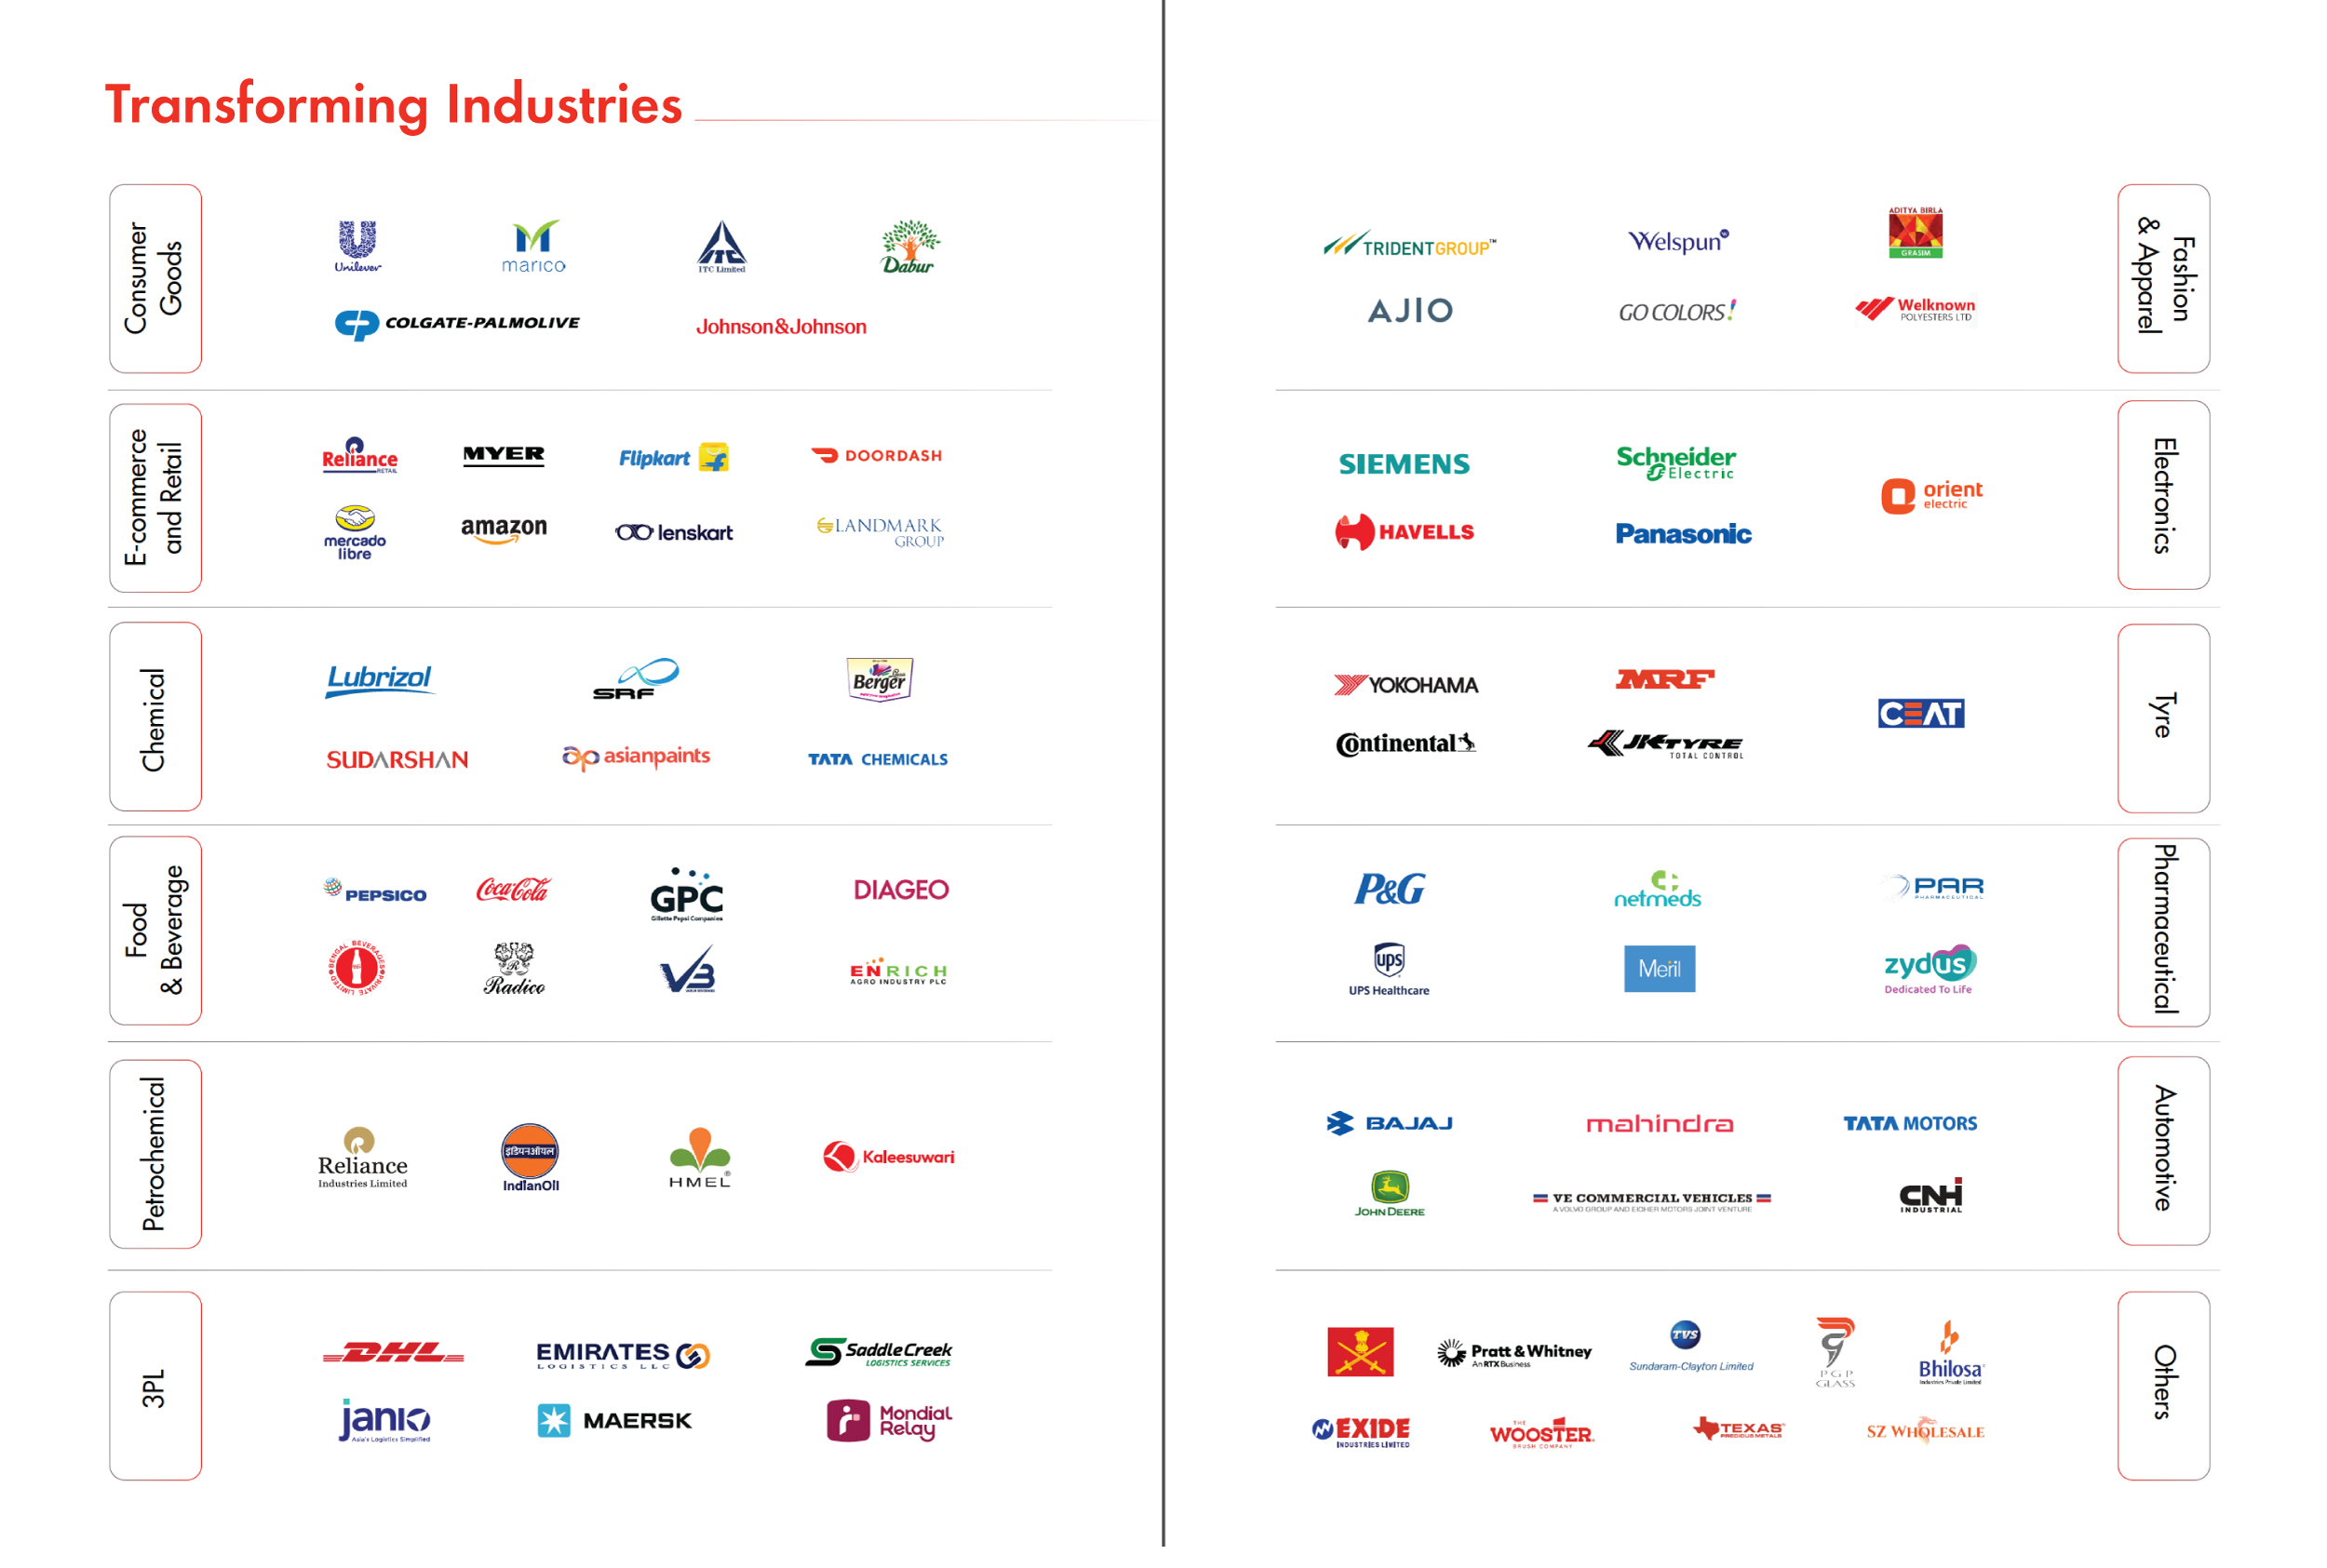 Transforming Industries
Consumer
Goods
Unilever
marico
ITC Limited
Dabur
COLGATE-PALMOLIVE
Johnson&Johnson
E-commerce
and Retail
Reliance
RETAIL
MYER
Flipkart
DOORDASH
mercado
libre
amazon
lenskart
LANDMARK
GROUP
Chemical
Lubrizol
SRF
Berger
SUDARSHAN
ap asianpaints
TATA CHEMICALS
Food
& Beverage
PEPSICO
Coca-Cola
GPC
Gillette Pepsi Companies
DIAGEO
BENGAL BEVERAGES PRIVATE LIMITED
R
Radico
VB
ENRICH
AGRO INDUSTRY PLC
Petrochemical
Reliance
Industries Limited
इंडियनऑयल
IndianOil
HMEL®
Kaleesuwari
3PL
DHL
EMIRATES
LOGISTICS LLC
Saddle Creek
LOGISTICS SERVICES
janio
Asia's Logistics Simplified
MAERSK
Mondial
Relay
TRIDENTGROUP™
Welspun
ADITYA BIRLA
GRASIM
AJIO
GO COLORS!
Welknown
POLYESTERS LTD
Fashion
& Apparel
SIEMENS
Schneider
Electric
orient
electric
HAVELLS
Panasonic
Electronics
YOKOHAMA
MRF
CEAT
Continental
JK TYRE
TOTAL CONTROL
Tyre
P&G
netmeds
PAR
PHARMACEUTICAL
ups
UPS Healthcare
Meril
zydus
Dedicated To Life
Pharmaceutical
BAJAJ
mahindra
TATA MOTORS
JOHN DEERE
VE COMMERCIAL VEHICLES
A VOLVO GROUP AND EICHER MOTORS JOINT VENTURE
CNH
INDUSTRIAL
Automotive
Pratt & Whitney
An RTX Business
TVS
Sundaram-Clayton Limited
PGP
GLASS
Bhilosa
Industries Private Limited
EXIDE
INDUSTRIES LIMITED
THE
WOOSTER
BRUSH COMPANY
TEXAS
PRECIOUS METALS
SZ WHOLESALE
Others